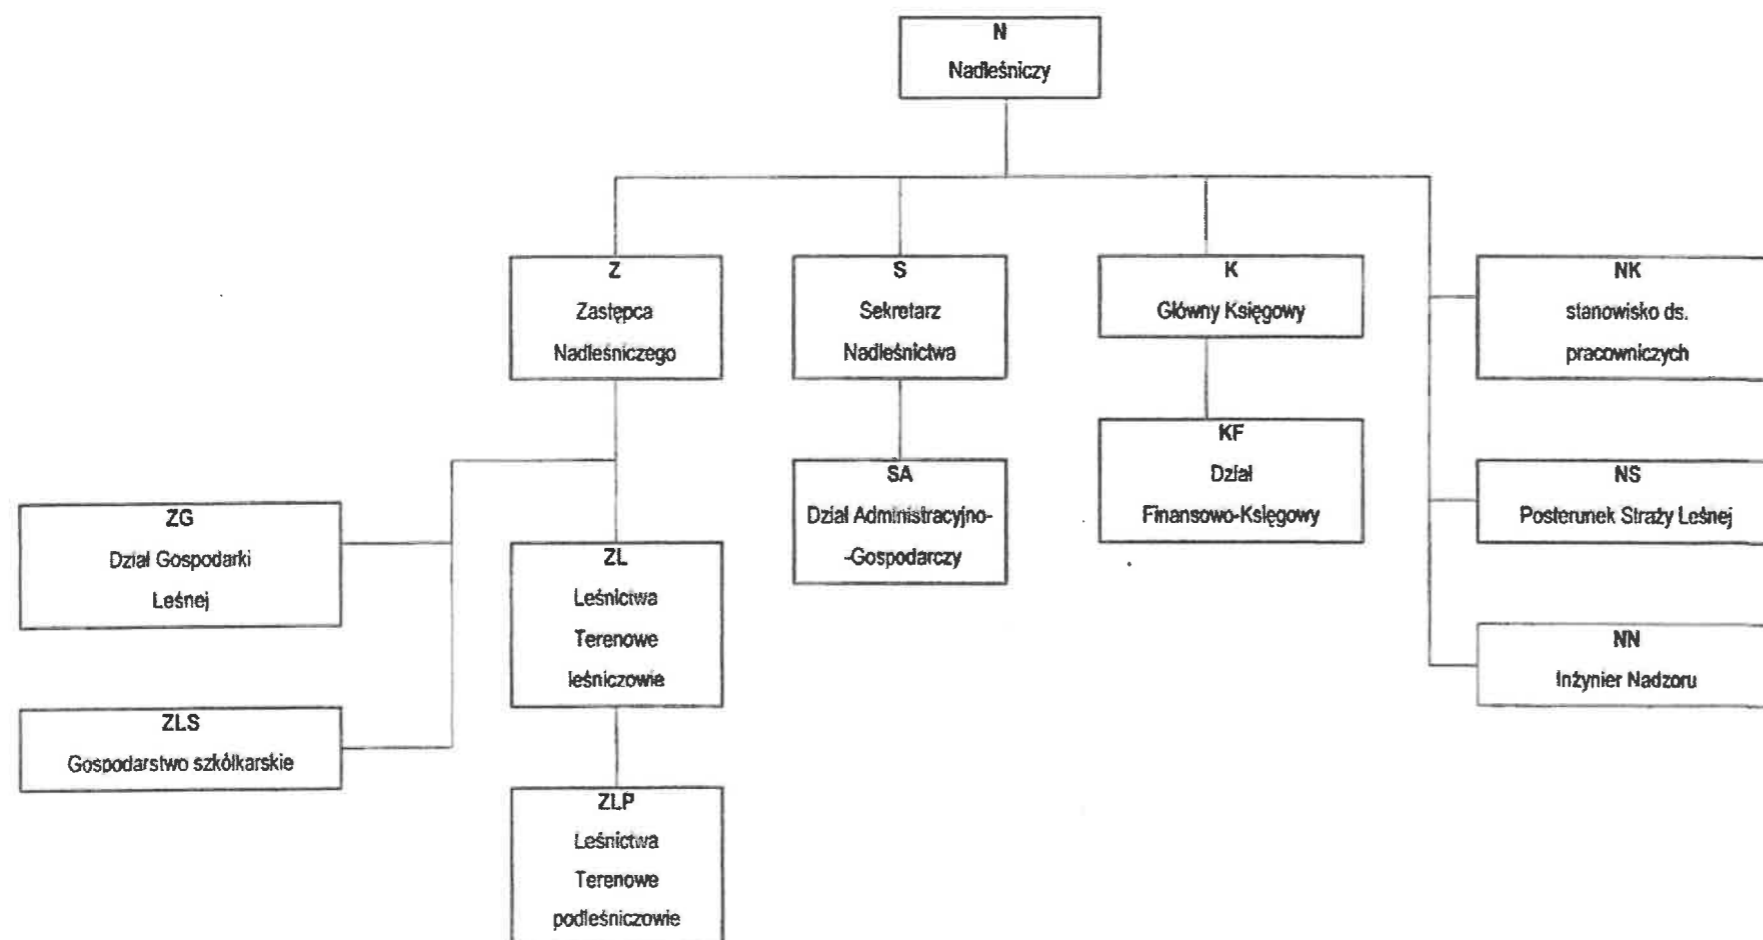 N
Nadleśniczy
Z
Zastępca
Nadleśniczego
S
Sekretarz
Nadleśnictwa
K
Główny Księgowy
NK
stanowisko ds.
pracowniczych
KF
Dział
Finansowo-Księgowy
SA
Dział Administracyjno-
-Gospodarczy
NS
Posterunek Straży Leśnej
ZG
Dział Gospodarki
Leśnej
ZL
Leśnictwa
Terenowe
leśniczowie
NN
Inżynier Nadzoru
ZLS
Gospodarstwo szkółkarskie
ZLP
Leśnictwa
Terenowe
podleśniczowie